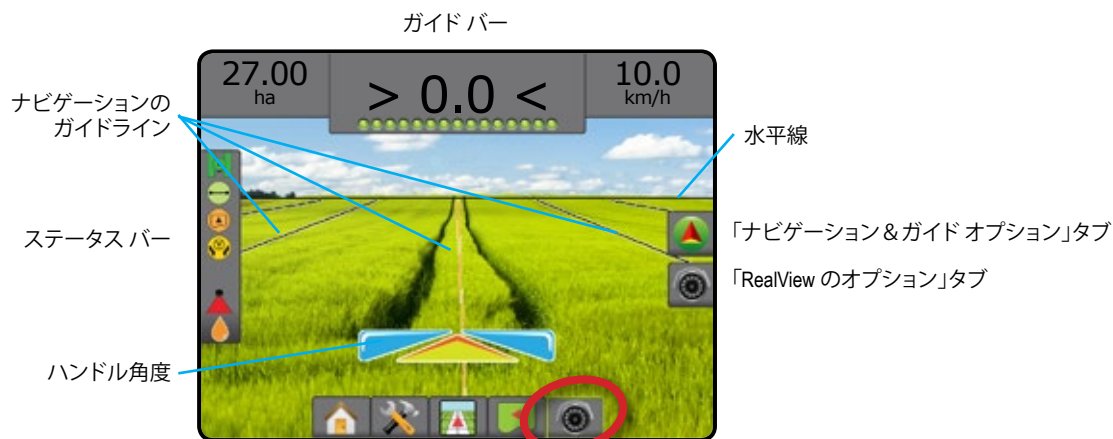 ガイド バー
27.00
ha
> 0.0 <
10.0
km/h
ナビゲーションの
ガイドライン
水平線
ステータス バー
「ナビゲーション＆ガイド オプション」タブ
「RealView のオプション」タブ
ハンドル角度